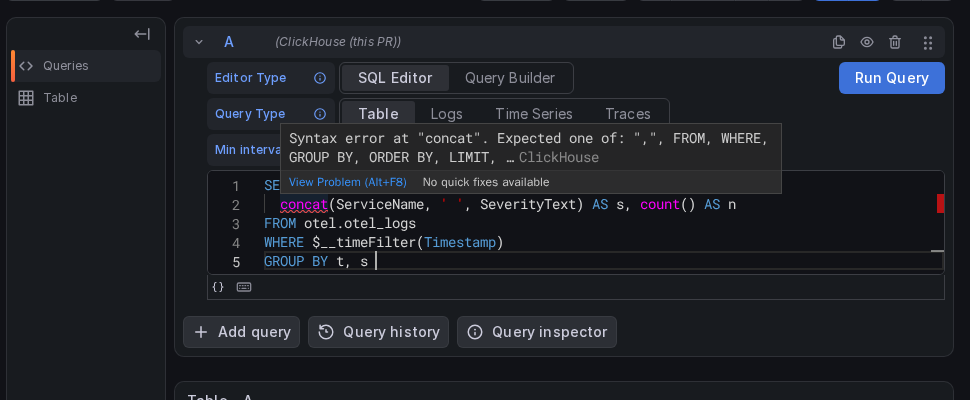 A (ClickHouse (this PR))
Queries
Table
Editor Type SQL Editor Query Builder Run Query
Query Type Table Logs Time Series Traces
Syntax error at "concat". Expected one of: ",", FROM, WHERE,
GROUP BY, ORDER BY, LIMIT, … ClickHouse
View Problem (Alt+F8) No quick fixes available
Min interva
1 SE
2 concat(ServiceName, ' ', SeverityText) AS s, count() AS n
3 FROM otel.otel_logs
4 WHERE $__timeFilter(Timestamp)
5 GROUP BY t, s
{}
Add query Query history Query inspector